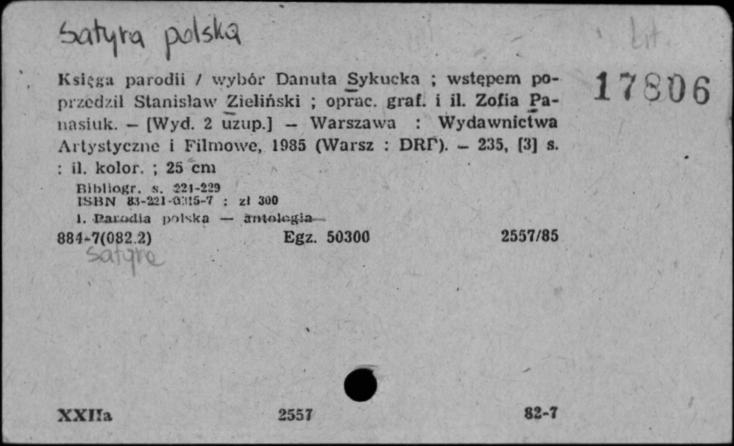 Satyra polska
Lit.
17806
Księga parodii / wybór Danuta Sykucka ; wstępem po-
przedził Stanisław Zieliński ; oprac. graf. i il. Zofia Pa-
nasiuk. — [Wyd. 2 uzup.] — Warszawa : Wydawnictwa
Artystyczne i Filmowe, 1985 (Warsz : DRP). — 235, [3] s.
: il. kolor. ; 25 cm
Bibliogr. s. 221-229
ISBN 83-221-0315-7 : zł 300
1. Parodia polska — antologia
884-7(082.2) Egz. 50300 2557/85
Satyra
XXIIa 2557 82-7